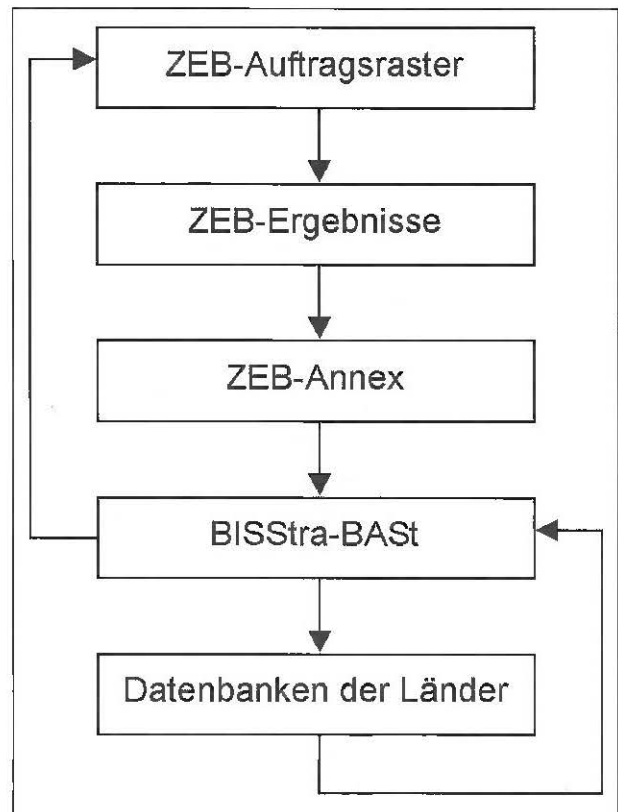 ZEB-Auftragsraster
ZEB-Ergebnisse
ZEB-Annex
BISStra-BASt
Datenbanken der Länder